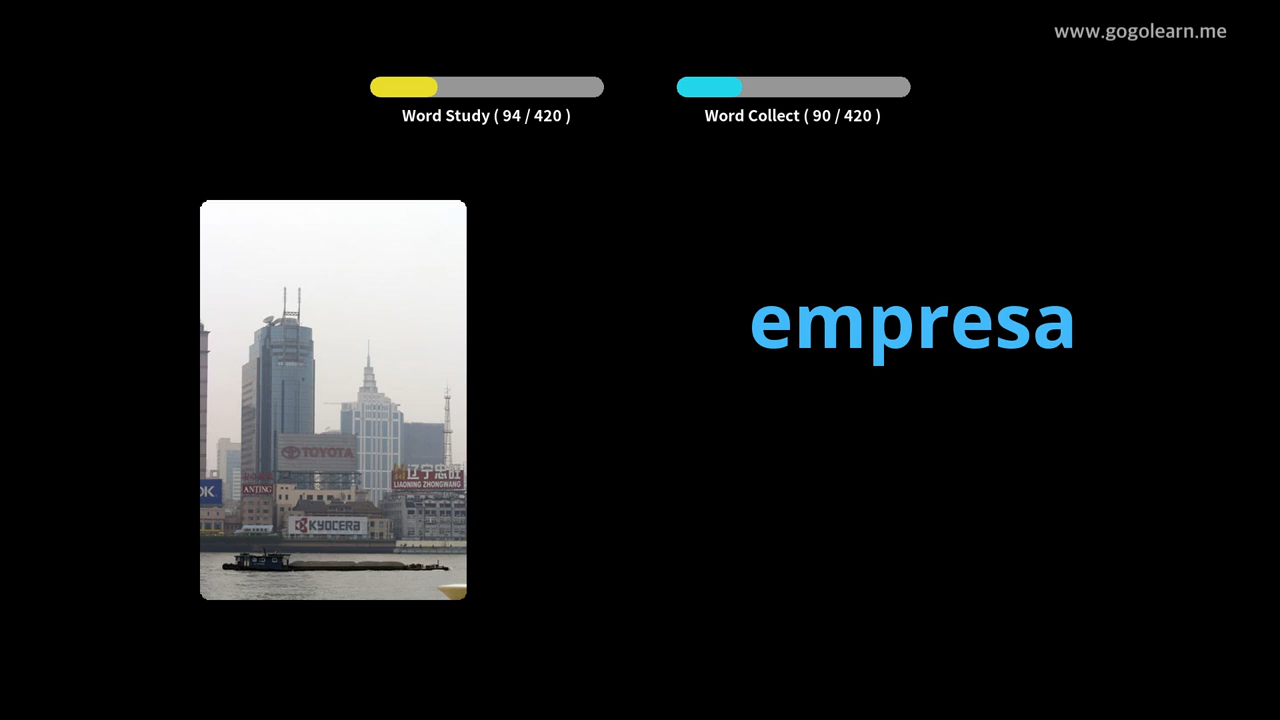 www.gogolearn.me
Word Study ( 94 / 420 )
Word Collect ( 90 / 420 )
empresa
TOYOTA
辽宁忠旺
LIAONING ZHONGWANG
OK
ANTING
KYOCERA